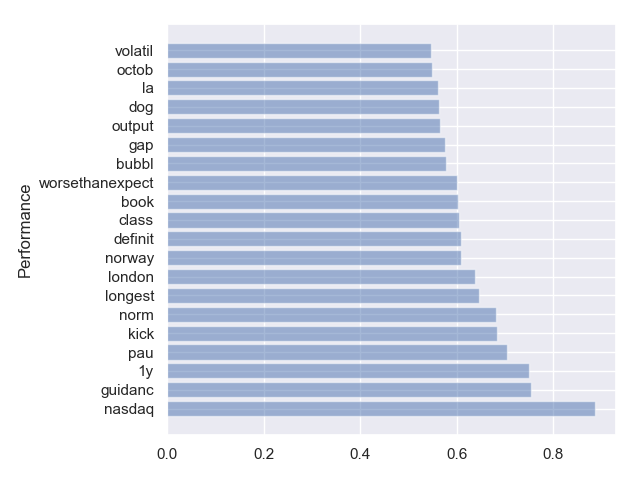 volatil
octob
la
dog
output
gap
bubbl
worsethanexpect
book
class
definit
norway
london
longest
norm
kick
pau
1y
guidanc
nasdaq
Performance
0.0 0.2 0.4 0.6 0.8